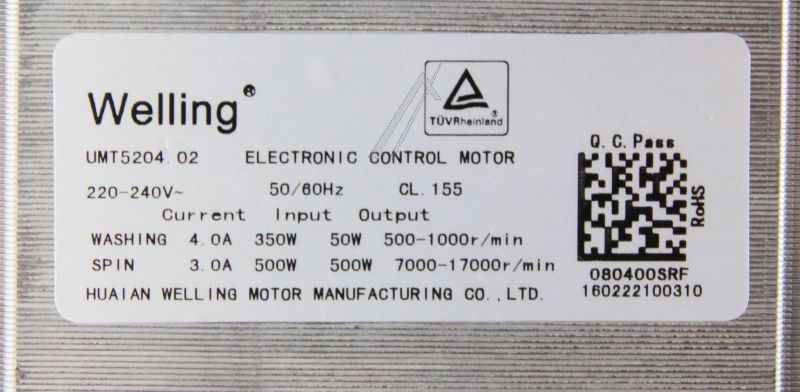 Welling®
TÜVRheinland®
Q.C.Pass
UMT5204.02 ELECTRONIC CONTROL MOTOR
220-240V~ 50/60Hz CL.155
Current Input Output
WASHING 4.0A 350W 50W 500-1000r/min
SPIN 3.0A 500W 500W 7000-17000r/min
RoHS
080400SRF
HUAIAN WELLING MOTOR MANUFACTURING CO.,LTD.
160222100310